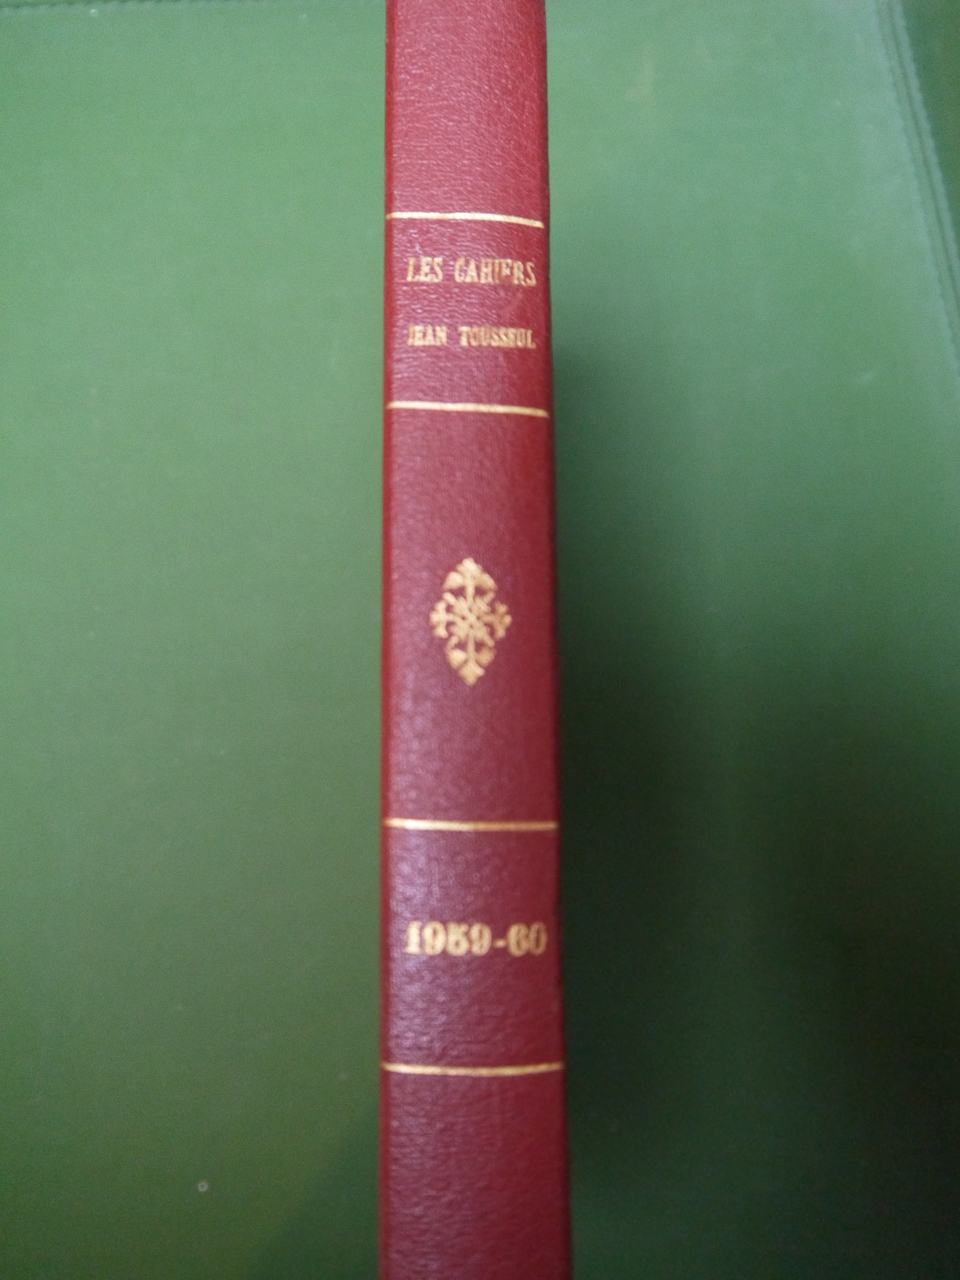 LES CAHIERS
JEAN TOUSSEUL
1959-60